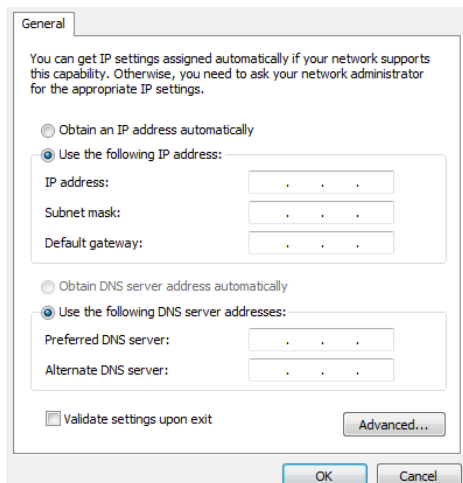 General
You can get IP settings assigned automatically if your network supports
this capability. Otherwise, you need to ask your network administrator
for the appropriate IP settings.
Obtain an IP address automatically
Use the following IP address:
IP address:
Subnet mask:
Default gateway:
Obtain DNS server address automatically
Use the following DNS server addresses:
Preferred DNS server:
Alternate DNS server:
Validate settings upon exit
Advanced...
OK Cancel